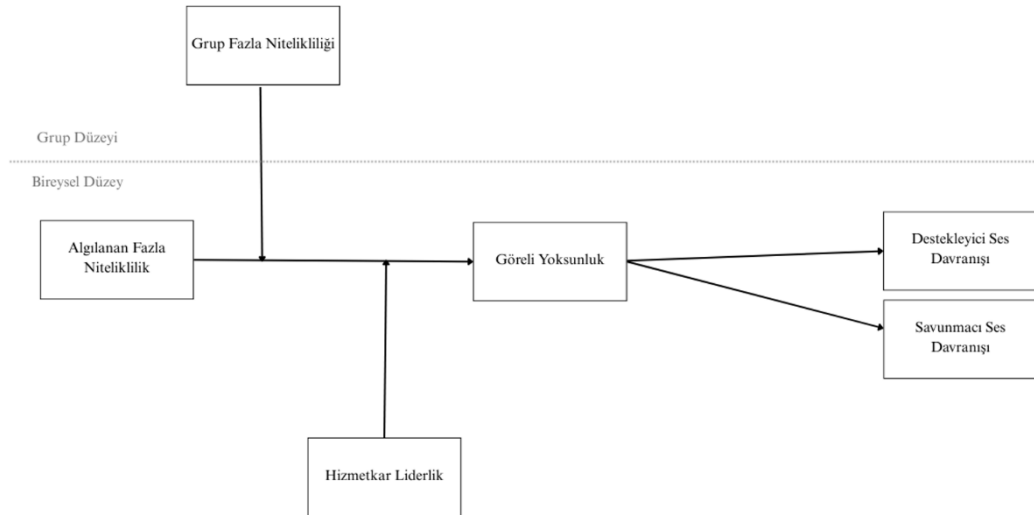 Grup Fazla Nitelikliliği
Grup Düzeyi
Bireysel Düzey
Algılanan Fazla
Niteliklilik
Göreli Yoksunluk
Destekleyici Ses
Davranışı
Savunmacı Ses
Davranışı
Hizmetkar Liderlik